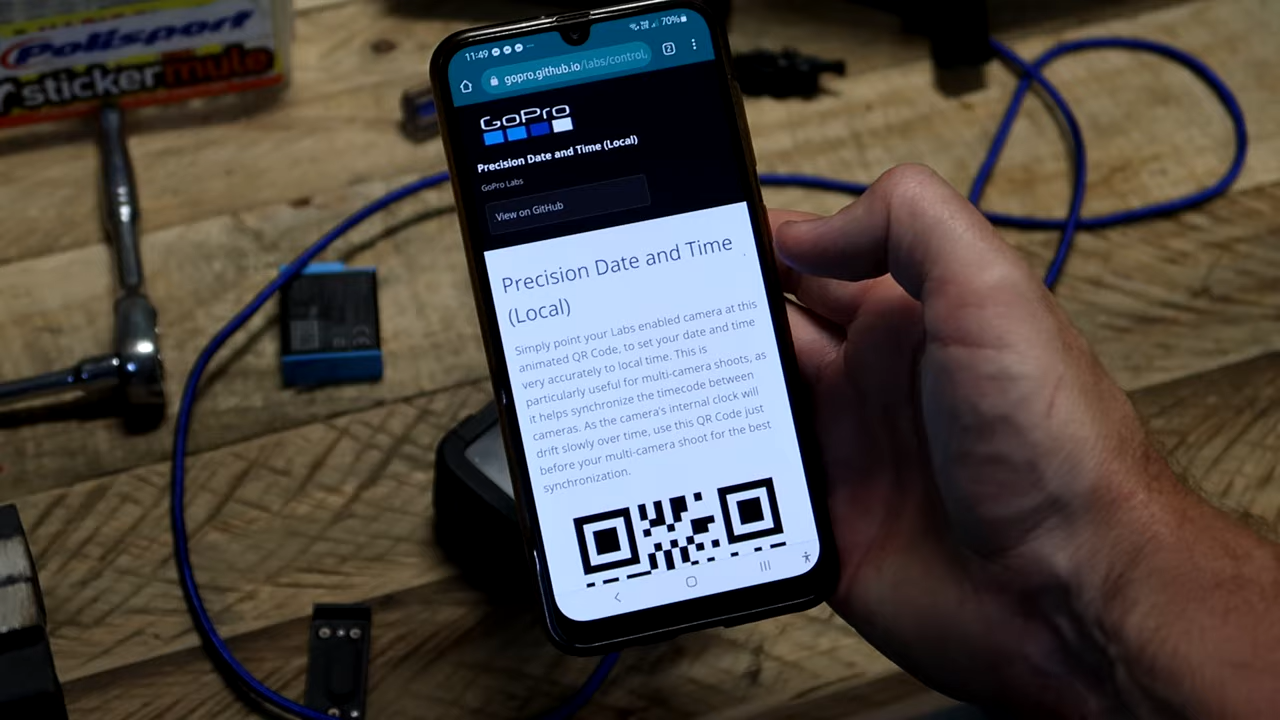 Polisport
stickermule
11:49
70%
gopro.github.io/labs/control
2
GoPro
Precision Date and Time (Local)
GoPro Labs
View on GitHub
Precision Date and Time
(Local)
Simply point your Labs enabled camera at this
animated QR Code, to set your date and time
very accurately to local time. This is
particularly useful for multi-camera shoots, as
it helps synchronize the timecode between
cameras. As the camera's internal clock will
drift slowly over time, use this QR Code just
before your multi-camera shoot for the best
synchronization.